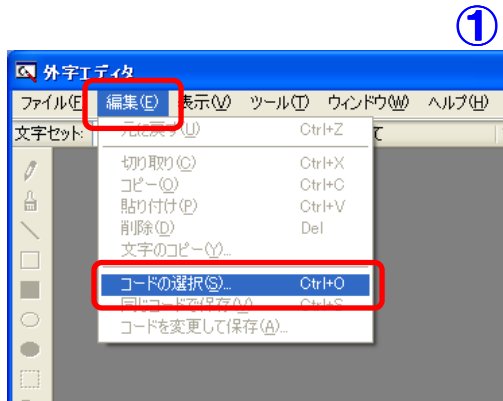 ①
外字エディタ
ファイル(F) 編集(E) 表示(V) ツール(T) ウィンドウ(W) ヘルプ(H)
文字セット:
元に戻す(U) Ctrl+Z
て
切り取り(C) Ctrl+X
コピー(O) Ctrl+C
貼り付け(P) Ctrl+V
削除(D) Del
文字のコピー(Y)...
コードの選択(S)... Ctrl+O
同じコードで保存(V) Ctrl+S
コードを変更して保存(A)...